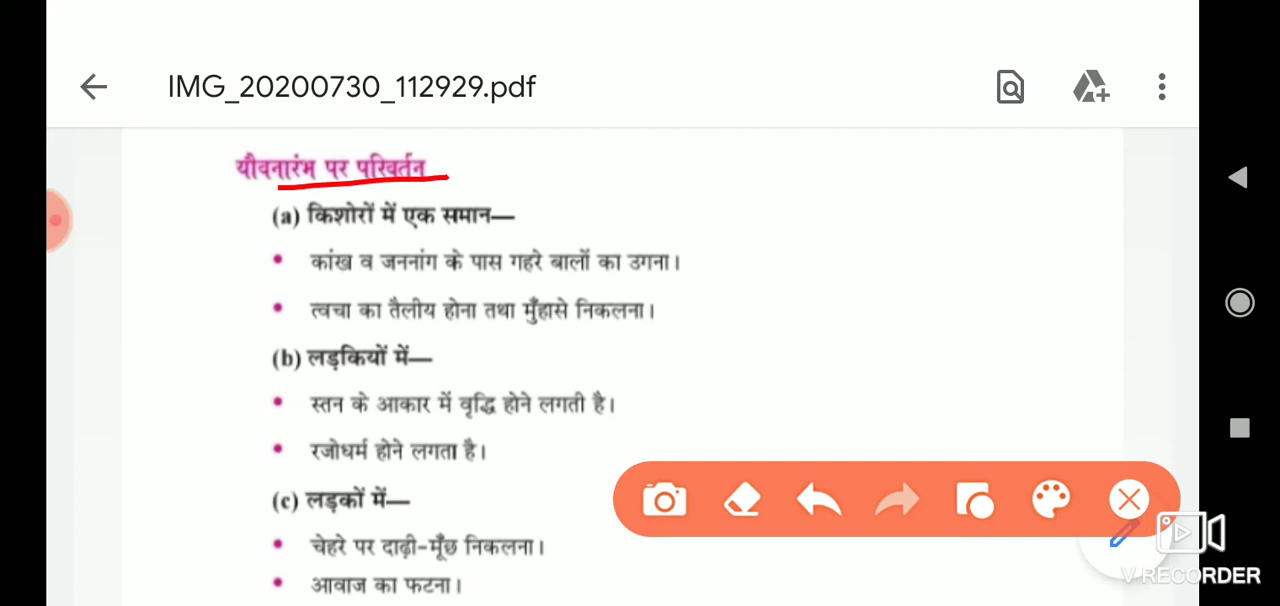 IMG_20200730_112929.pdf
यौवनारंभ पर परिवर्तन
(a) किशोरों में एक समान—
• कांख व जननांग के पास गहरे बालों का उगना।
• त्वचा का तैलीय होना तथा मुँहासे निकलना।
(b) लड़कियों में—
• स्तन के आकार में वृद्धि होने लगती है।
• रजोधर्म होने लगता है।
(c) लड़कों में—
• चेहरे पर दाढ़ी-मूँछ निकलना।
• आवाज का फटना।
V RECORDER